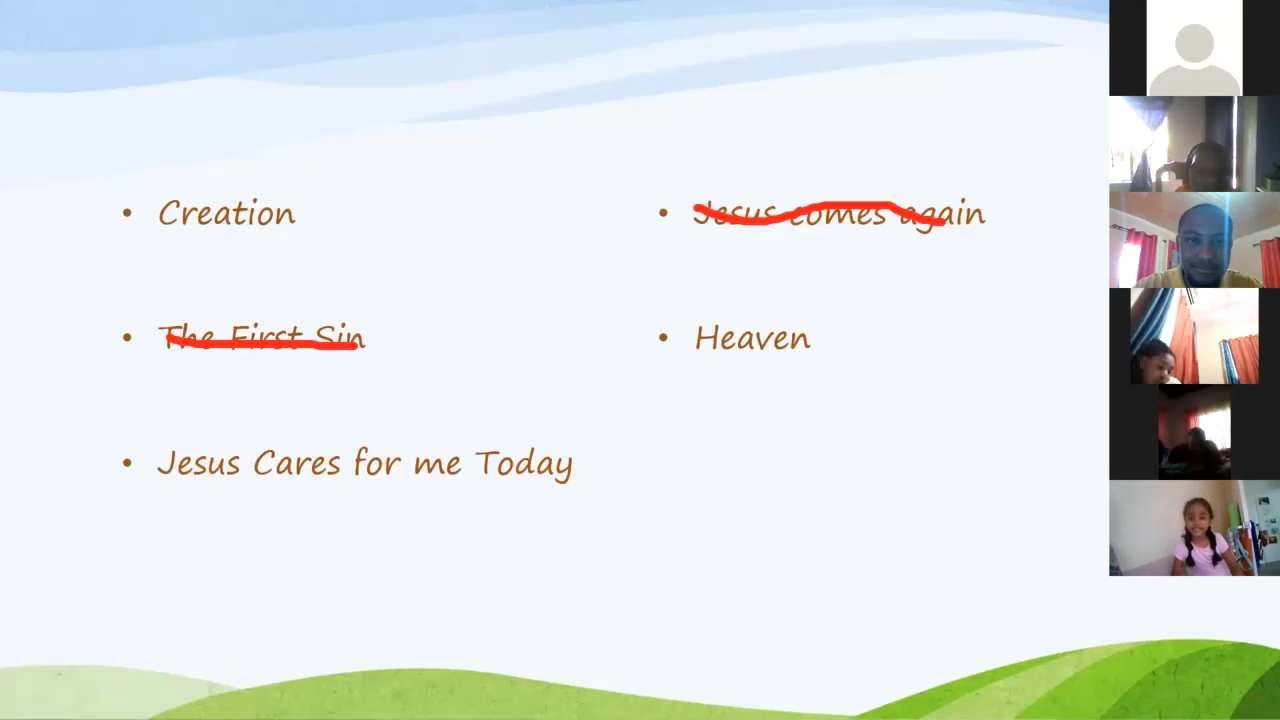 • Creation
• The First Sin
• Jesus Cares for me Today
• Jesus comes again
• Heaven